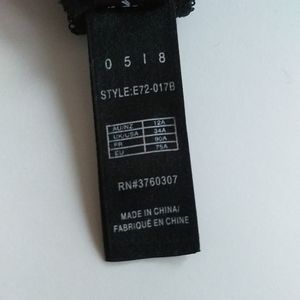 0518
STYLE:E72-017B
AU/NZ 12A
UK/USA 34A
FR 90A
EU 75A
RN#3760307
MADE IN CHINA/
FABRIQUÉ EN CHINE